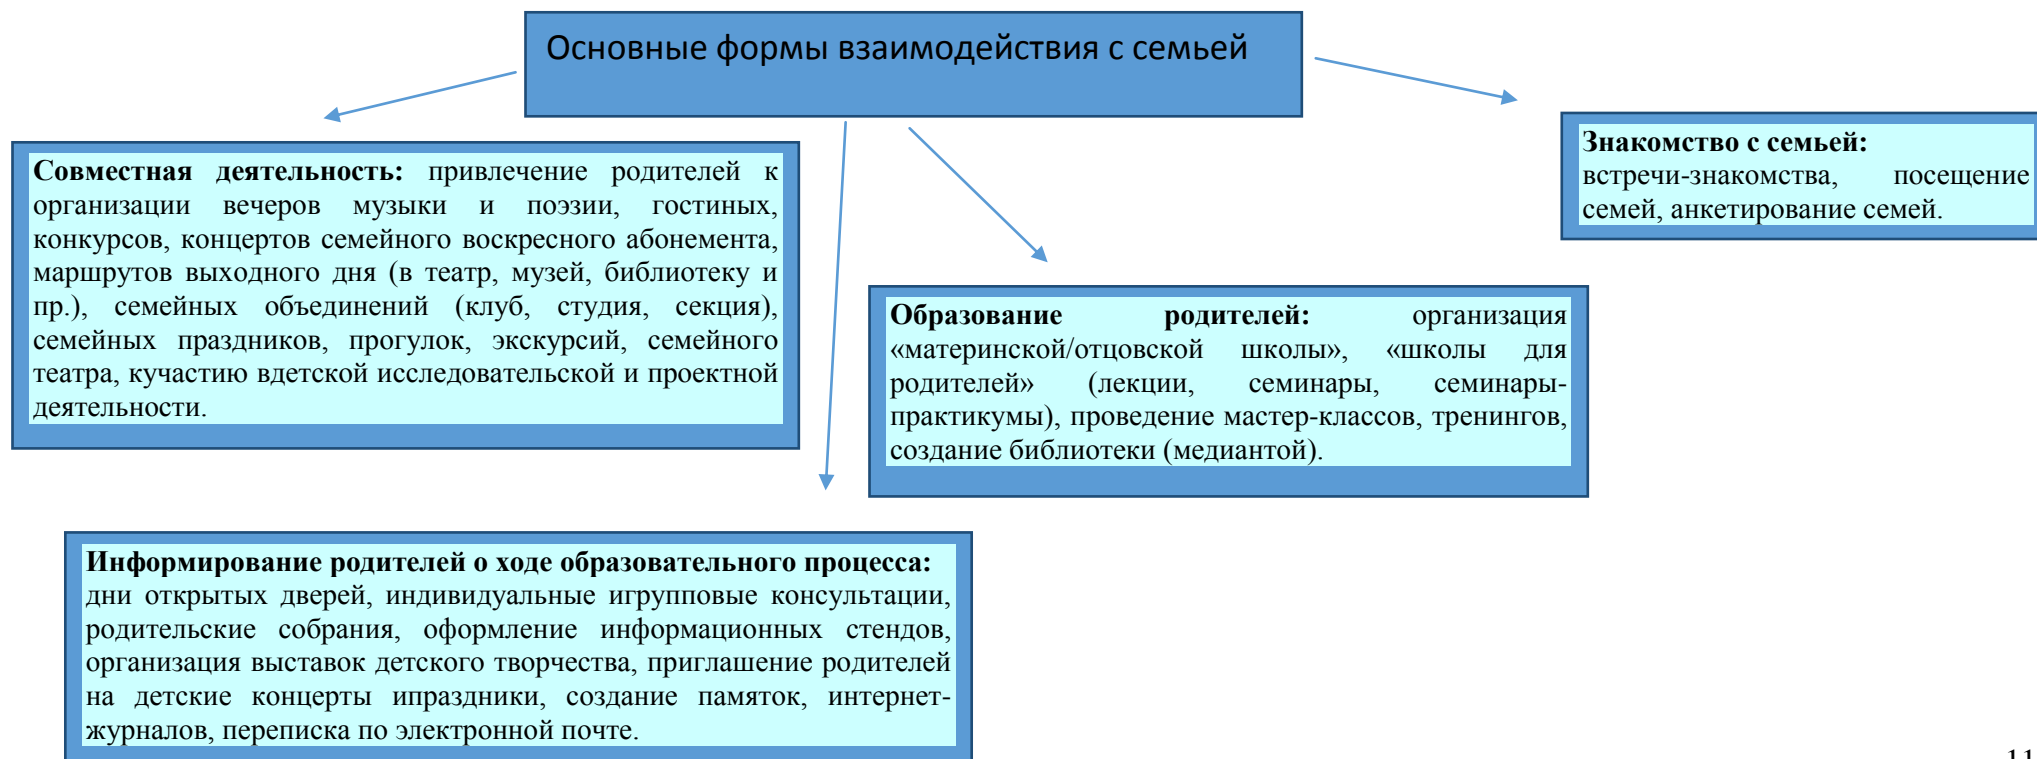 Основные формы взаимодействия с семьей
Знакомство с семьей:
встречи-знакомства, посещение
семей, анкетирование семей.
Совместная деятельность: привлечение родителей к
организации вечеров музыки и поэзии, гостиных,
конкурсов, концертов семейного воскресного абонемента,
маршрутов выходного дня (в театр, музей, библиотеку и
пр.), семейных объединений (клуб, студия, секция),
семейных праздников, прогулок, экскурсий, семейного
театра, кучастию вдетской исследовательской и проектной
деятельности.
Образование родителей: организация
«материнской/отцовской школы», «школы для
родителей» (лекции, семинары, семинары-
практикумы), проведение мастер-классов, тренингов,
создание библиотеки (медиантой).
Информирование родителей о ходе образовательного процесса:
дни открытых дверей, индивидуальные игрупповые консультации,
родительские собрания, оформление информационных стендов,
организация выставок детского творчества, приглашение родителей
на детские концерты ипраздники, создание памяток, интернет-
журналов, переписка по электронной почте.